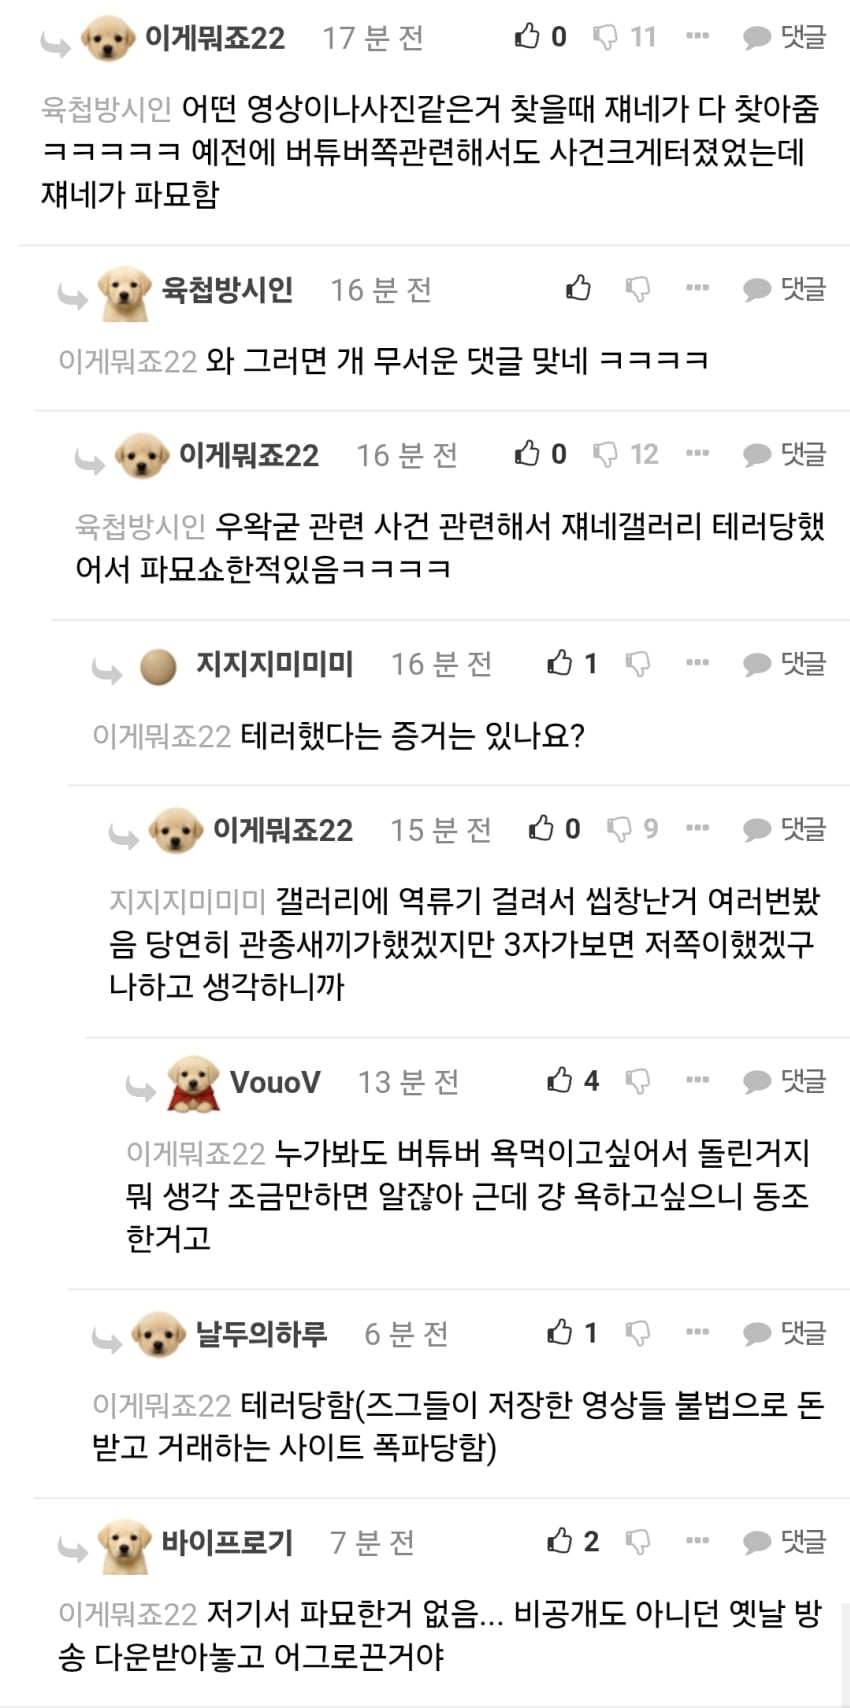 이게뭐죠22 17 분 전 0 11 ··· 댓글
육첩방시인 어떤 영상이나사진같은거 찾을때 쟤네가 다 찾아줌
ㅋㅋㅋㅋㅋ 예전에 버튜버쪽관련해서도 사건크게터졌었는데
쟤네가 파묘함
육첩방시인 16 분 전 ··· 댓글
이게뭐죠22 와 그러면 개 무서운 댓글 맞네 ㅋㅋㅋㅋ
이게뭐죠22 16 분 전 0 12 ··· 댓글
육첩방시인 우왁굳 관련 사건 관련해서 쟤네갤러리 테러당했
어서 파묘쇼한적있음ㅋㅋㅋㅋ
지지지미미미 16 분 전 1 ··· 댓글
이게뭐죠22 테러했다는 증거는 있나요?
이게뭐죠22 15 분 전 0 9 ··· 댓글
지지지미미미 갤러리에 역류기 걸려서 씹창난거 여러번봤
음 당연히 관종새끼가했겠지만 3자가보면 저쪽이했겠구
나하고 생각하니까
VouoV 13 분 전 4 ··· 댓글
이게뭐죠22 누가봐도 버튜버 욕먹이고싶어서 돌린거지
뭐 생각 조금만하면 알잖아 근데 걍 욕하고싶으니 동조
한거고
날두의하루 6 분 전 1 ··· 댓글
이게뭐죠22 테러당함(즈그들이 저장한 영상들 불법으로 돈
받고 거래하는 사이트 폭파당함)
바이프로기 7 분 전 2 ··· 댓글
이게뭐죠22 저기서 파묘한거 없음... 비공개도 아니던 옛날 방
송 다운받아놓고 어그로끈거야